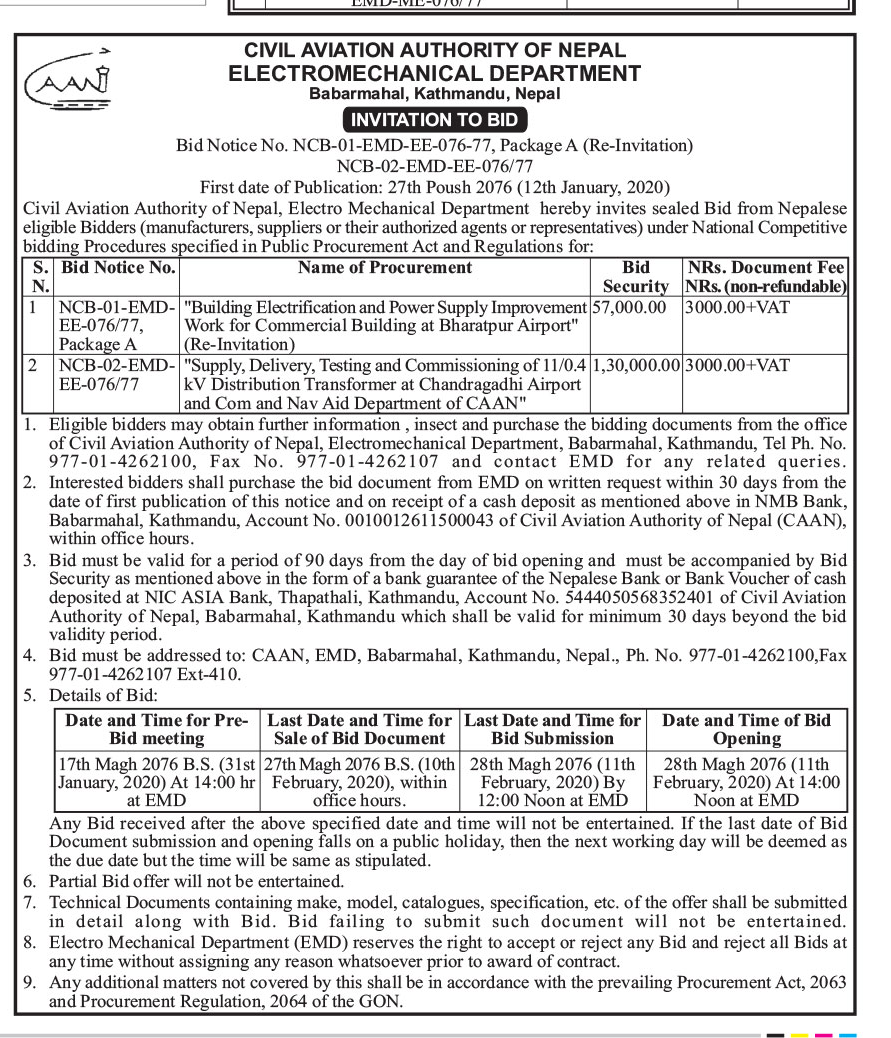 EMD-ME-076/77
CAAN
CIVIL AVIATION AUTHORITY OF NEPAL
ELECTROMECHANICAL DEPARTMENT
Babarmahal, Kathmandu, Nepal
INVITATION TO BID
Bid Notice No. NCB-01-EMD-EE-076-77, Package A (Re-Invitation)
NCB-02-EMD-EE-076/77
First date of Publication: 27th Poush 2076 (12th January, 2020)
Civil Aviation Authority of Nepal, Electro Mechanical Department hereby invites sealed Bid from Nepalese
eligible Bidders (manufacturers, suppliers or their authorized agents or representatives) under National Competitive
bidding Procedures specified in Public Procurement Act and Regulations for:
S. Bid Notice No. Name of Procurement Bid NRs. Document Fee
N. Security NRs. (non-refundable)
1 NCB-01-EMD- "Building Electrification and Power Supply Improvement 57,000.00 3000.00+VAT
EE-076/77, Work for Commercial Building at Bharatpur Airport"
Package A (Re-Invitation)
2 NCB-02-EMD- "Supply, Delivery, Testing and Commissioning of 11/0.4 1,30,000.00 3000.00+VAT
EE-076/77 kV Distribution Transformer at Chandragadhi Airport
and Com and Nav Aid Department of CAAN"
1. Eligible bidders may obtain further information , insect and purchase the bidding documents from the office
of Civil Aviation Authority of Nepal, Electromechanical Department, Babarmahal, Kathmandu, Tel Ph. No.
977-01-4262100, Fax No. 977-01-4262107 and contact EMD for any related queries.
2. Interested bidders shall purchase the bid document from EMD on written request within 30 days from the
date of first publication of this notice and on receipt of a cash deposit as mentioned above in NMB Bank,
Babarmahal, Kathmandu, Account No. 0010012611500043 of Civil Aviation Authority of Nepal (CAAN),
within office hours.
3. Bid must be valid for a period of 90 days from the day of bid opening and must be accompanied by Bid
Security as mentioned above in the form of a bank guarantee of the Nepalese Bank or Bank Voucher of cash
deposited at NIC ASIA Bank, Thapathali, Kathmandu, Account No. 5444050568352401 of Civil Aviation
Authority of Nepal, Babarmahal, Kathmandu which shall be valid for minimum 30 days beyond the bid
validity period.
4. Bid must be addressed to: CAAN, EMD, Babarmahal, Kathmandu, Nepal., Ph. No. 977-01-4262100,Fax
977-01-4262107 Ext-410.
5. Details of Bid:
Date and Time for Pre- Last Date and Time for Last Date and Time for Date and Time of Bid
Bid meeting Sale of Bid Document Bid Submission Opening
17th Magh 2076 B.S. (31st 27th Magh 2076 B.S. (10th 28th Magh 2076 (11th 28th Magh 2076 (11th
January, 2020) At 14:00 hr February, 2020), within February, 2020) By February, 2020) At 14:00
at EMD office hours. 12:00 Noon at EMD Noon at EMD
Any Bid received after the above specified date and time will not be entertained. If the last date of Bid
Document submission and opening falls on a public holiday, then the next working day will be deemed as
the due date but the time will be same as stipulated.
6. Partial Bid offer will not be entertained.
7. Technical Documents containing make, model, catalogues, specification, etc. of the offer shall be submitted
in detail along with Bid. Bid failing to submit such document will not be entertained.
8. Electro Mechanical Department (EMD) reserves the right to accept or reject any Bid and reject all Bids at
any time without assigning any reason whatsoever prior to award of contract.
9. Any additional matters not covered by this shall be in accordance with the prevailing Procurement Act, 2063
and Procurement Regulation, 2064 of the GON.